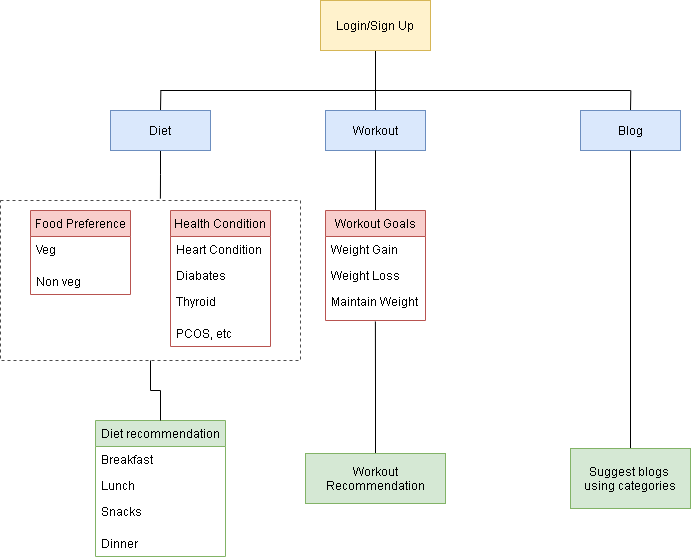 Login/Sign Up
Diet
Workout
Blog
Food Preference
Veg
Non veg
Health Condition
Heart Condition
Diabates
Thyroid
PCOS, etc
Workout Goals
Weight Gain
Weight Loss
Maintain Weight
Diet recommendation
Breakfast
Lunch
Snacks
Dinner
Workout
Recommendation
Suggest blogs
using categories